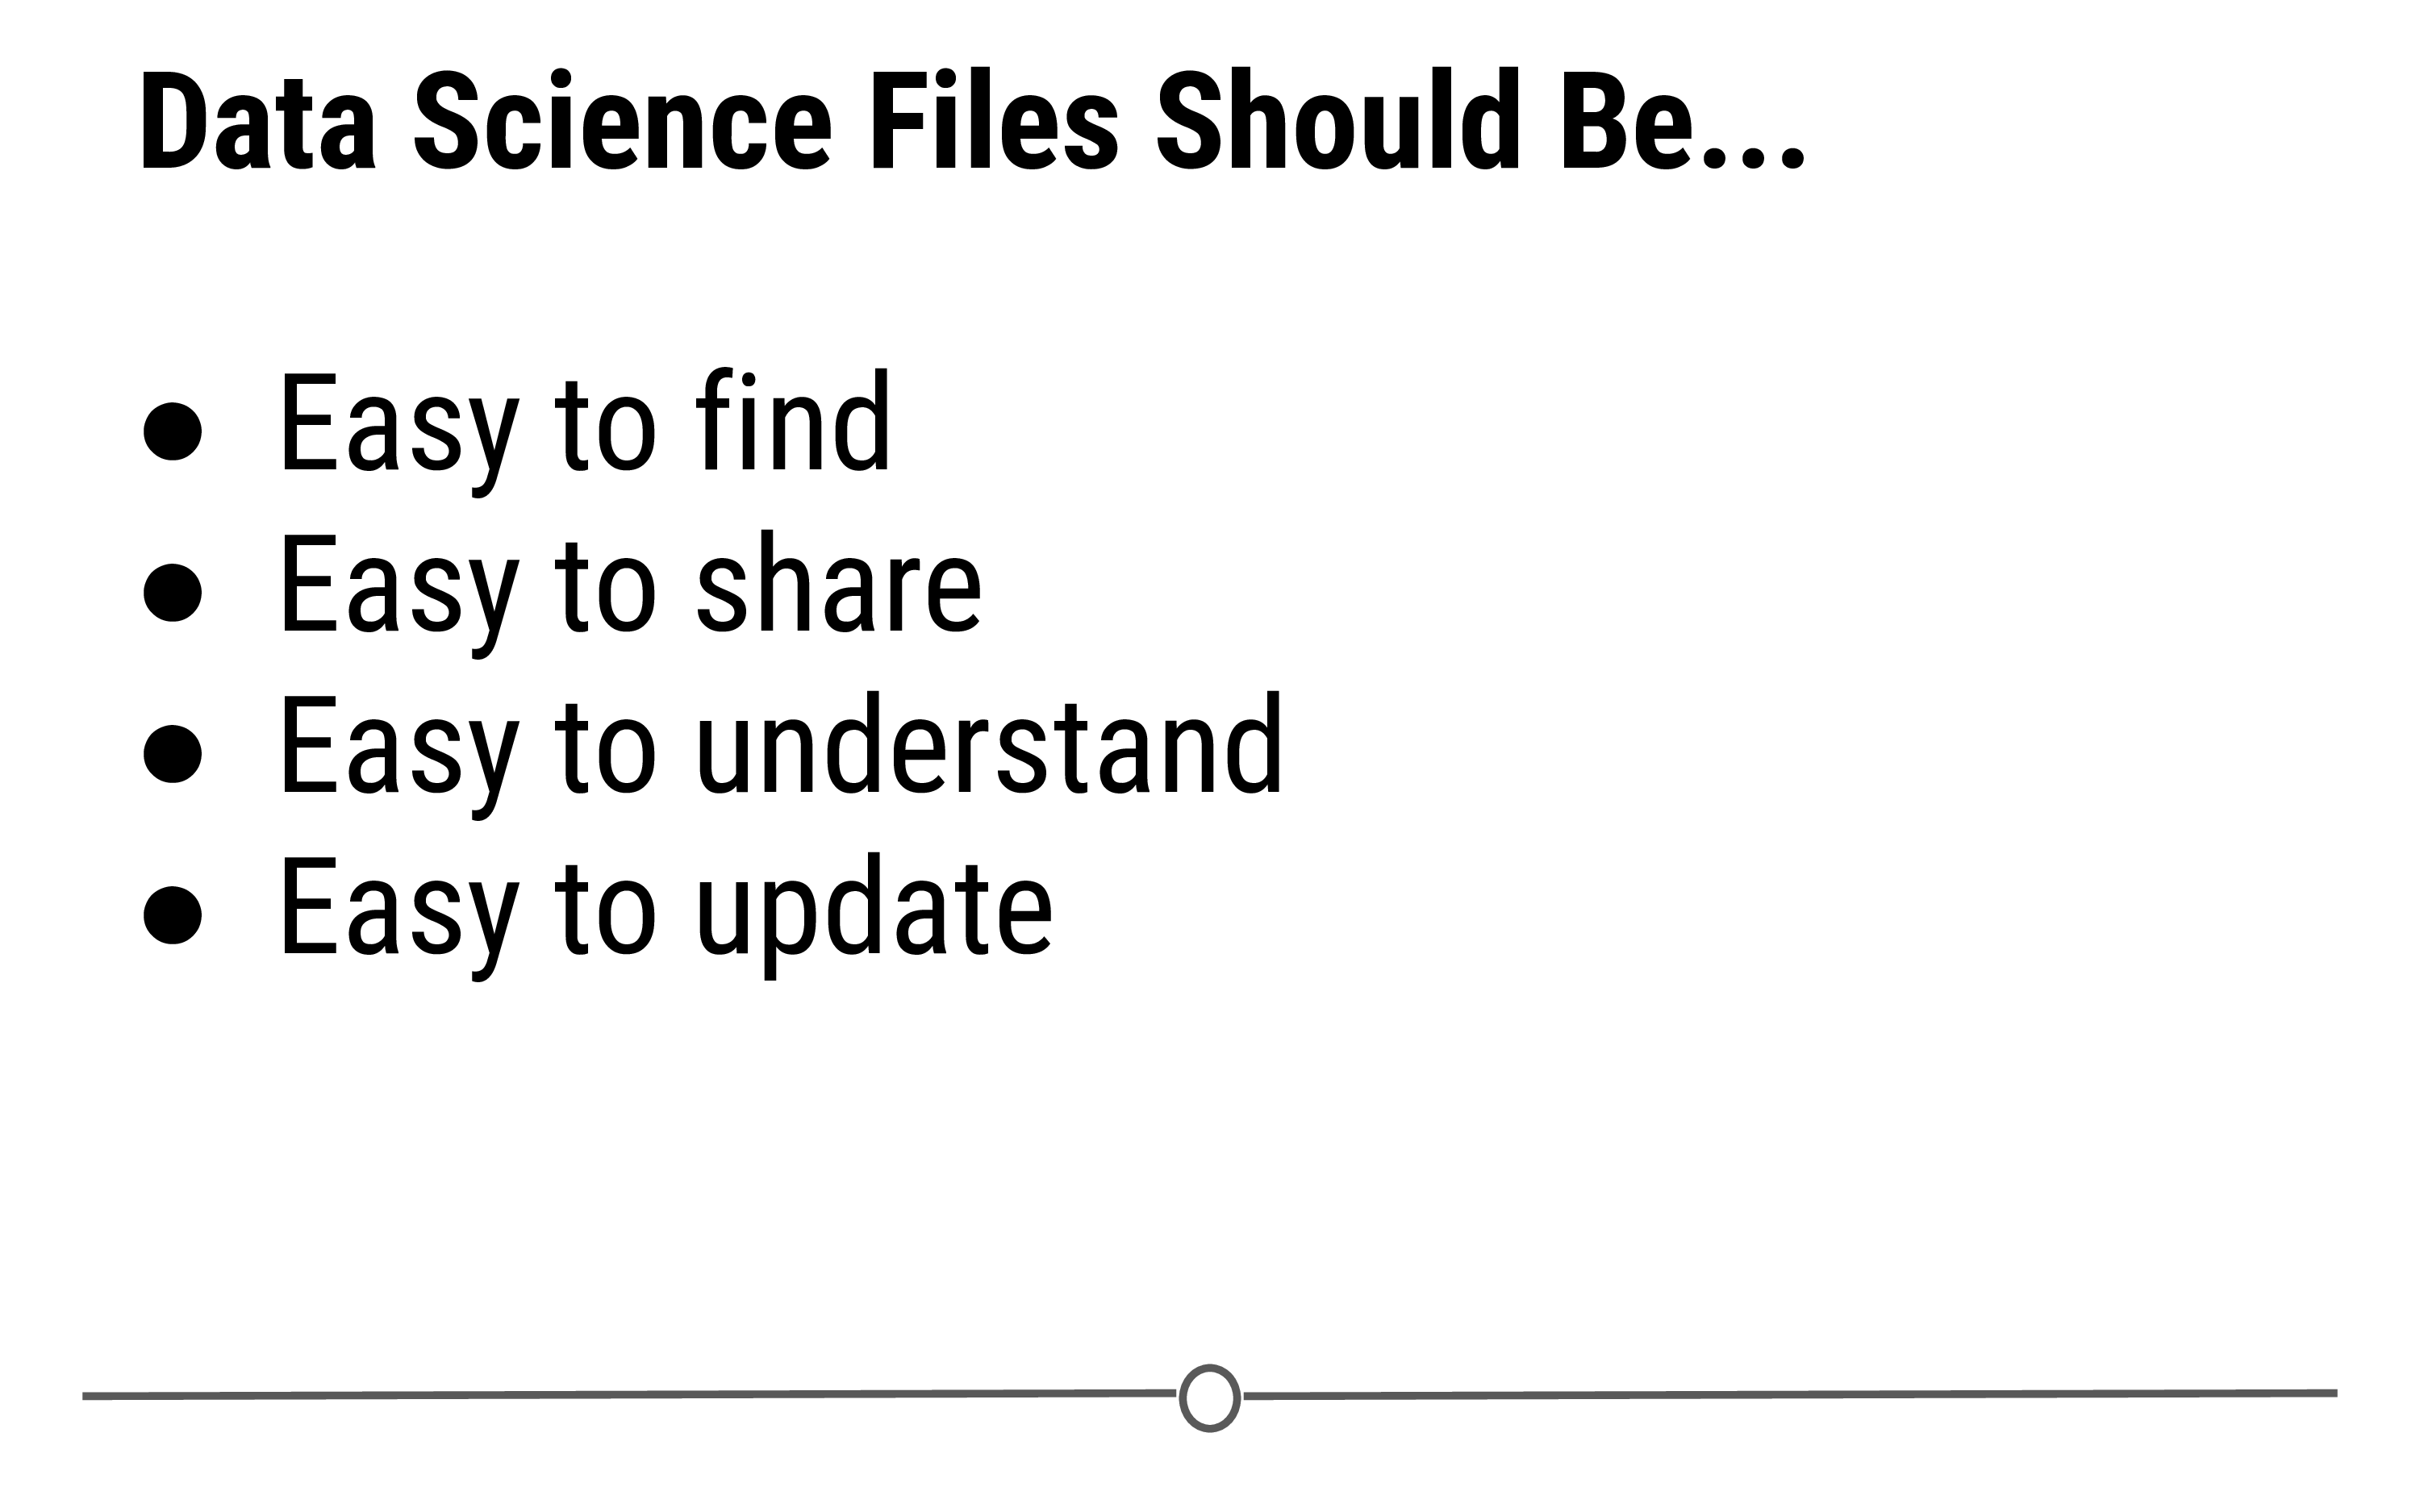 Data Science Files Should Be...
● Easy to find
● Easy to share
● Easy to understand
● Easy to update